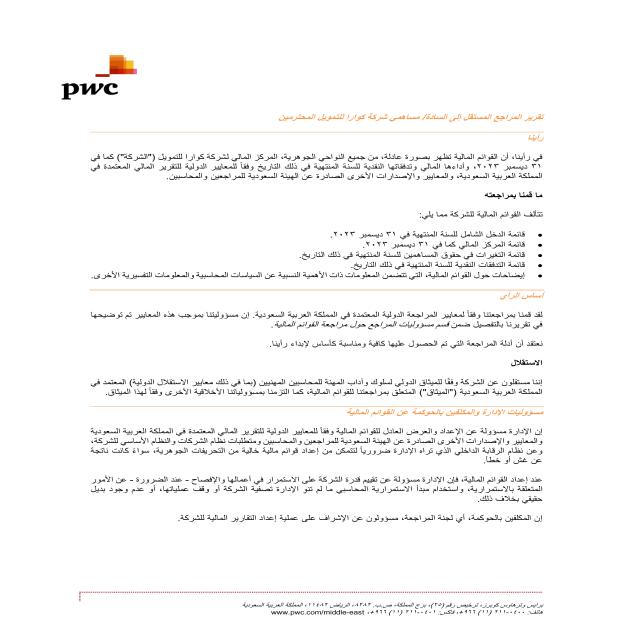 pwc
تقرير المراجع المستقل إلى السادة/ مساهمي شركة كوارا للتمويل المحترمين
رأينا
في رأينا، أن القوائم المالية تظهر بصورة عادلة، من جميع النواحي الجوهرية، المركز المالي لشركة كوارا للتمويل ("الشركة") كما في
٣١ ديسمبر ٢٠٢٣، وأداءها المالي وتدفقاتها النقدية للسنة المنتهية في ذلك التاريخ وفقاً للمعايير الدولية للتقرير المالي المعتمدة في
المملكة العربية السعودية، والمعايير والإصدارات الأخرى الصادرة عن الهيئة السعودية للمراجعين والمحاسبين.
ما قمنا بمراجعته
تتألف القوائم المالية للشركة مما يلي:
• قائمة الدخل الشامل للسنة المنتهية في ٣١ ديسمبر ٢٠٢٣.
• قائمة المركز المالي كما في ٣١ ديسمبر ٢٠٢٣.
• قائمة التغيرات في حقوق المساهمين للسنة المنتهية في ذلك التاريخ.
• قائمة التدفقات النقدية للسنة المنتهية في ذلك التاريخ.
• إيضاحات حول القوائم المالية، التي تتضمن المعلومات ذات الأهمية النسبية عن السياسات المحاسبية والمعلومات التفسيرية الأخرى.
أساس الرأي
لقد قمنا بمراجعتنا وفقاً لمعايير المراجعة الدولية المعتمدة في المملكة العربية السعودية. إن مسؤوليتنا بموجب هذه المعايير تم توضيحها
في تقريرنا بالتفصيل ضمن قسم مسؤوليات المراجع حول مراجعة القوائم المالية.
نعتقد أن أدلة المراجعة التي تم الحصول عليها كافية ومناسبة كأساس لإبداء رأينا.
الاستقلال
إننا مستقلون عن الشركة وفقًا للميثاق الدولي لسلوك وآداب المهنة للمحاسبين المهنيين (بما في ذلك معايير الاستقلال الدولية) المعتمد في
المملكة العربية السعودية ("الميثاق") المتعلق بمراجعتنا للقوائم المالية، كما التزمنا بمسؤولياتنا الأخلاقية الأخرى وفقاً لهذا الميثاق.
مسؤوليات الإدارة والمكلفين بالحوكمة عن القوائم المالية
إن الإدارة مسؤولة عن الإعداد والعرض العادل للقوائم المالية وفقاً للمعايير الدولية للتقرير المالي المعتمدة في المملكة العربية السعودية
والمعايير والإصدارات الأخرى الصادرة عن الهيئة السعودية للمراجعين والمحاسبين ومتطلبات نظام الشركات والنظام الأساسي للشركة،
وعن نظام الرقابة الداخلي الذي تراه الإدارة ضرورياً للتمكن من إعداد قوائم مالية خالية من التحريفات الجوهرية، سواءً كانت ناتجة
عن غش أو خطأ.
عند إعداد القوائم المالية، فإن الإدارة مسؤولة عن تقييم قدرة الشركة على الاستمرار في أعمالها والإفصاح - عند الضرورة - عن الأمور
المتعلقة بالاستمرارية، واستخدام مبدأ الاستمرارية المحاسبي ما لم تنو الإدارة تصفية الشركة أو وقف عملياتها، أو عدم وجود بديل
حقيقي بخلاف ذلك.
إن المكلفين بالحوكمة، أي لجنة المراجعة، مسؤولون عن الإشراف على عملية إعداد التقارير المالية للشركة.
برايس وترهاوس كوبرز، ترخيص رقم (٢٥)، برج المملكة، ص.ب. ٨٢٨٢، الرياض ١١٤٨٢، المملكة العربية السعودية
هاتف: ٠٤٠٠-٢١١ (١١) ٩٦٦+، فاكس: ٠٤٠١-٢١١ (١١) ٩٦٦+، www.pwc.com/middle-east